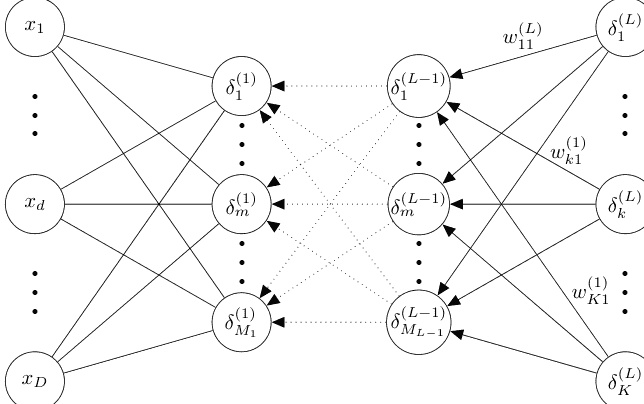 x_1
δ_1^{(1)}
δ_1^{(L−1)}
w_{11}^{(L)}
δ_1^{(L)}
w_{k1}^{(1)}
x_d
δ_m^{(1)}
δ_m^{(L−1)}
δ_k^{(L)}
w_{K1}^{(1)}
δ_{M_1}^{(1)}
δ_{M_{L−1}}^{(L−1)}
x_D
δ_K^{(L)}